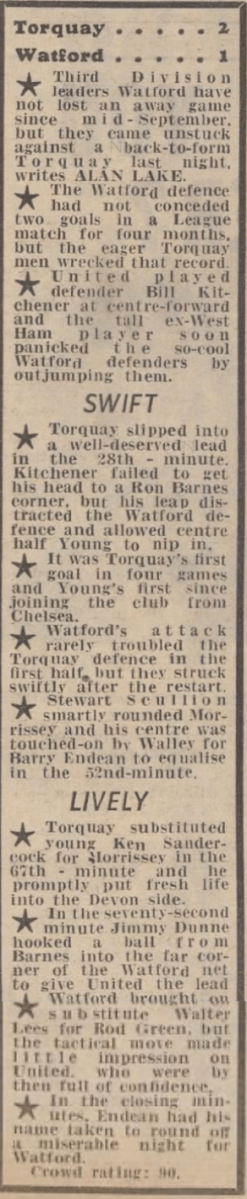 Torquay . . . . . 2
Watford . . . . . 1
★ Third Division
leaders Watford have
not lost an away game
since mid-September,
but they came unstuck
against a back-to-form
Torquay last night,
writes ALAN LAKE.
★ The Watford defence
had not conceded
two goals in a League
match for four months,
but the eager Torquay
men wrecked that record.
★ United played
defender Bill Kit-
chener at centre-forward
and the tall ex-West
Ham player soon
panicked the so-cool
Watford defenders by
outjumping them.
SWIFT
★ Torquay slipped into
a well-deserved lead
in the 28th - minute.
Kitchener failed to get
his head to a Ron Barnes
corner, but his leap dis-
tracted the Watford de-
fence and allowed centre
half Young to nip in.
★ It was Torquay's first
goal in four games
and Young's first since
joining the club from
Chelsea.
★ Watford's attack
rarely troubled the
Torquay defence in the
first half, but they struck
swiftly after the restart.
★ Stewart Scullion
smartly rounded Mor-
rissey and his centre was
touched-on by Walley for
Barry Endean to equalise
in the 52nd-minute.
LIVELY
★ Torquay substituted
young Ken Sander-
cock for Morrissey in the
67th - minute and he
promptly put fresh life
into the Devon side.
★ In the seventy-second
minute Jimmy Dunne
hooked a ball from
Barnes into the far cor-
ner of the Watford net
to give United the lead
★ Watford brought on
substitute Walter
Lees for Rod Green, but
the tactical move made
little impression on
United, who were by
then full of confidence.
★ In the closing min-
utes, Endean had his
name taken to round off
a miserable night for
Watford.
Crowd rating: 90.